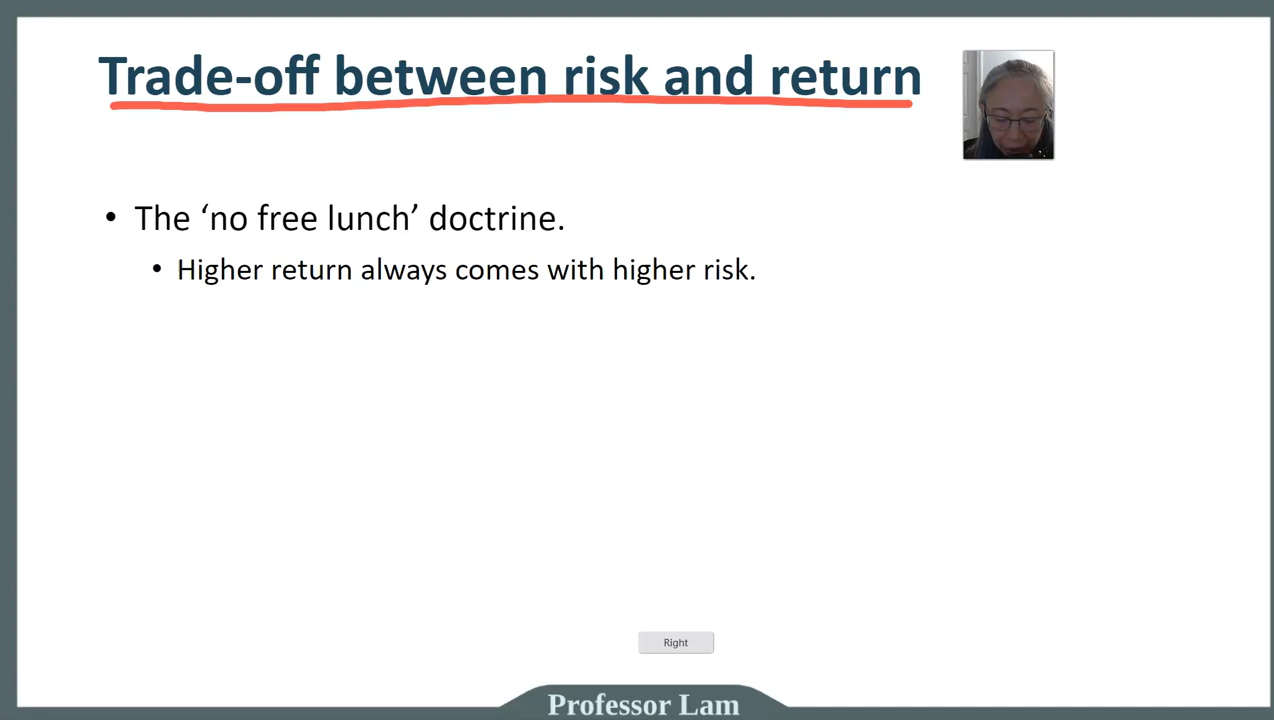 Trade-off between risk and return
• The ‘no free lunch’ doctrine.
• Higher return always comes with higher risk.
Right
Professor Lam